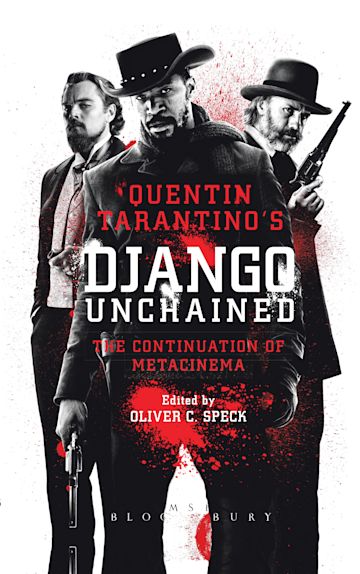 QUENTIN
TARANTINO'S
DJANGO
UNCHAINED
THE CONTINUATION OF
METACINEMA
Edited by
OLIVER C. SPECK
BLOOMSBURY